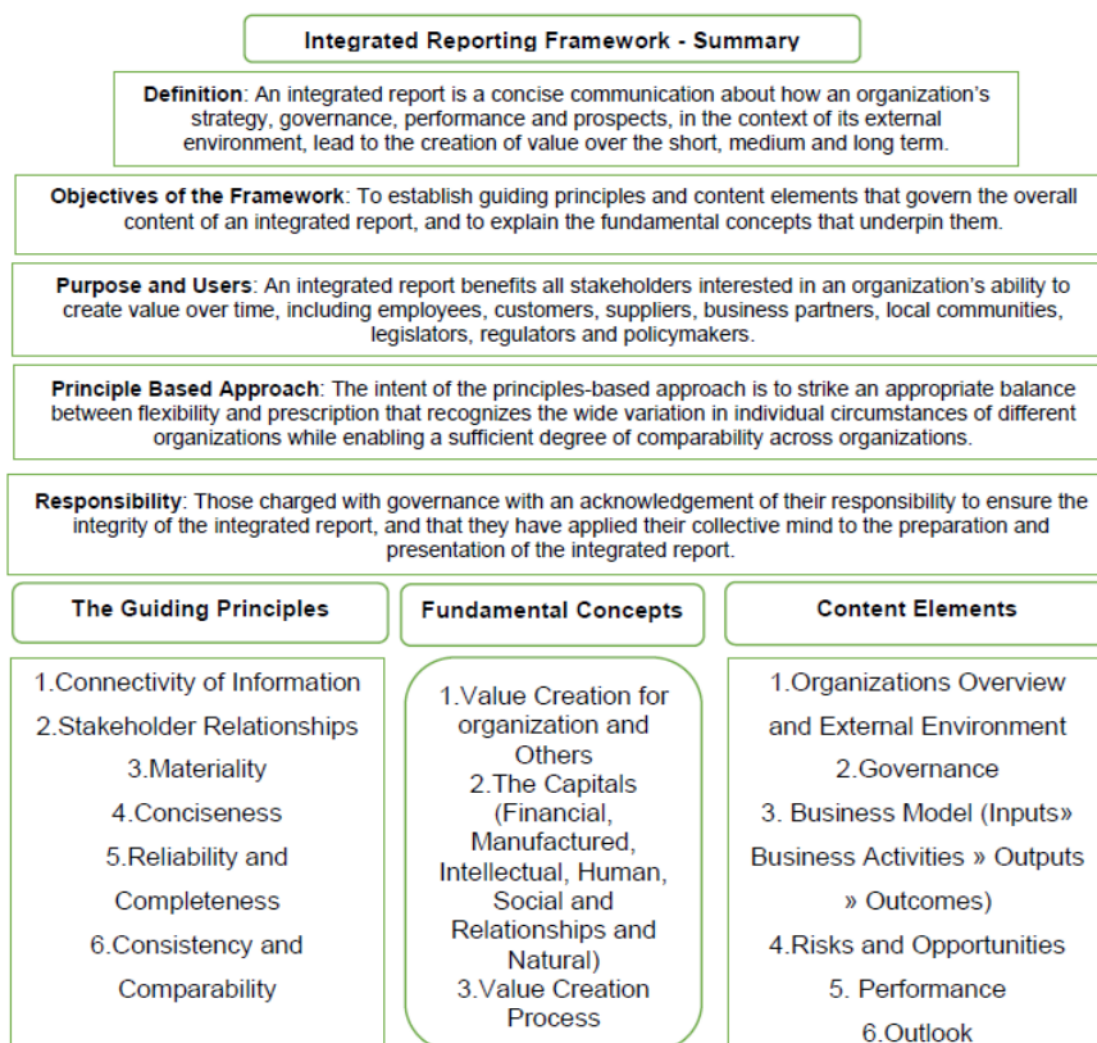 Integrated Reporting Framework - Summary
Definition: An integrated report is a concise communication about how an organization's
strategy, governance, performance and prospects, in the context of its external
environment, lead to the creation of value over the short, medium and long term.
Objectives of the Framework: To establish guiding principles and content elements that govern the overall
content of an integrated report, and to explain the fundamental concepts that underpin them.
Purpose and Users: An integrated report benefits all stakeholders interested in an organization's ability to
create value over time, including employees, customers, suppliers, business partners, local communities,
legislators, regulators and policymakers.
Principle Based Approach: The intent of the principles-based approach is to strike an appropriate balance
between flexibility and prescription that recognizes the wide variation in individual circumstances of different
organizations while enabling a sufficient degree of comparability across organizations.
Responsibility: Those charged with governance with an acknowledgement of their responsibility to ensure the
integrity of the integrated report, and that they have applied their collective mind to the preparation and
presentation of the integrated report.
The Guiding Principles
1.Connectivity of Information
2.Stakeholder Relationships
3.Materiality
4.Conciseness
5.Reliability and
Completeness
6.Consistency and
Comparability
Fundamental Concepts
1.Value Creation for
organization and
Others
2.The Capitals
(Financial,
Manufactured,
Intellectual, Human,
Social and
Relationships and
Natural)
3.Value Creation
Process
Content Elements
1.Organizations Overview
and External Environment
2.Governance
3. Business Model (Inputs»
Business Activities » Outputs
» Outcomes)
4.Risks and Opportunities
5. Performance
6.Outlook